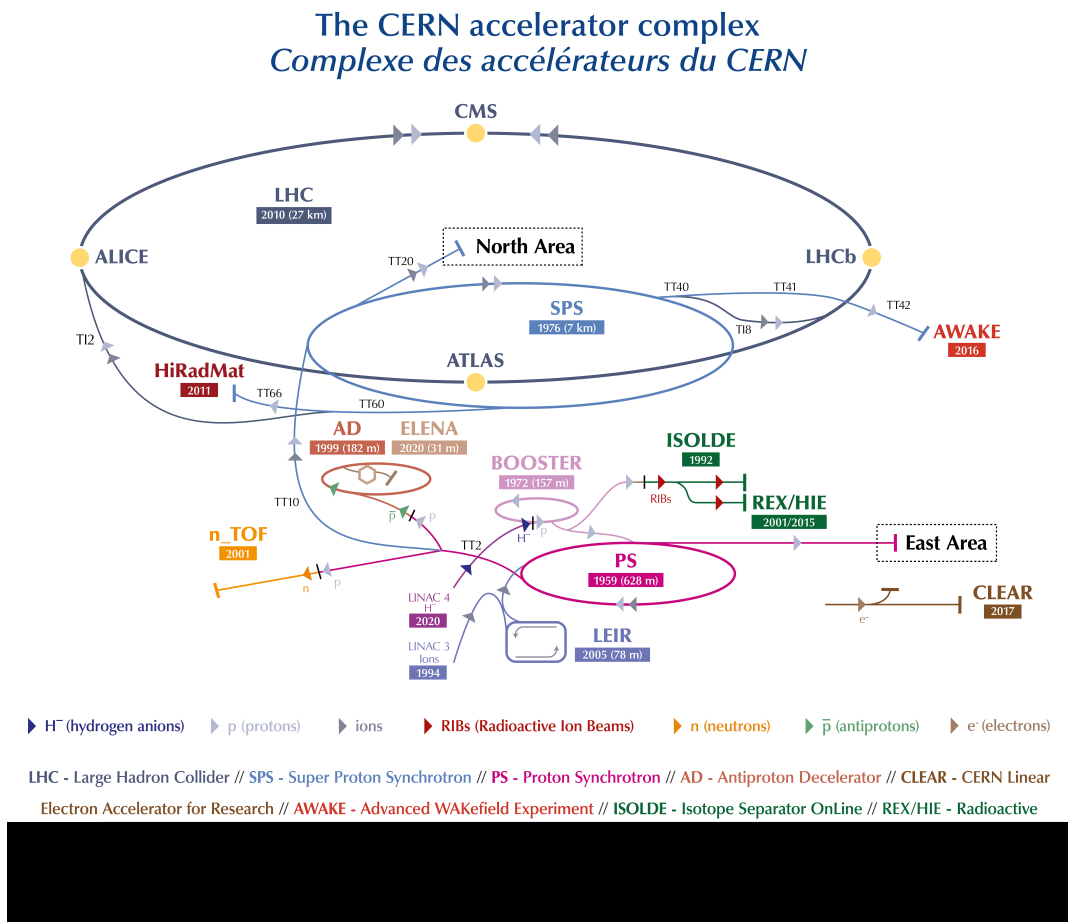 The CERN accelerator complex
Complexe des accélérateurs du CERN
CMS
LHC
2010 (27 km)
North Area
TT20
ALICE
LHCb
TT40
TT41
TT42
SPS
1976 (7 km)
TI8
AWAKE
2016
TI2
ATLAS
HiRadMat
2011
TT66
TT60
AD
1999 (182 m)
ELENA
2020 (31 m)
ISOLDE
1992
BOOSTER
1972 (157 m)
RIBs
REX/HIE
2001/2015
TT10
p̅
p
H⁻
p
n_TOF
2001
TT2
East Area
PS
1959 (628 m)
n
p
LINAC 4
H⁻
2020
CLEAR
2017
e⁻
LINAC 3
Ions
1994
LEIR
2005 (78 m)
H⁻ (hydrogen anions)
p (protons)
ions
RIBs (Radioactive Ion Beams)
n (neutrons)
p̅ (antiprotons)
e⁻ (electrons)
LHC - Large Hadron Collider // SPS - Super Proton Synchrotron // PS - Proton Synchrotron // AD - Antiproton Decelerator // CLEAR - CERN Linear
Electron Accelerator for Research // AWAKE - Advanced WAKefield Experiment // ISOLDE - Isotope Separator OnLine // REX/HIE - Radioactive